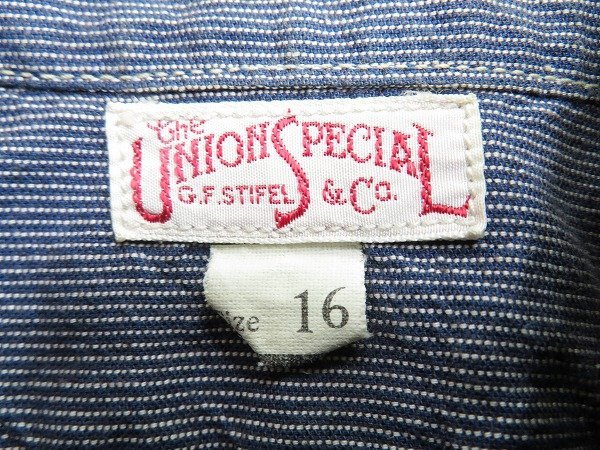 The
UNION SPECIAL
G.F. STIFEL & Co.
size 16